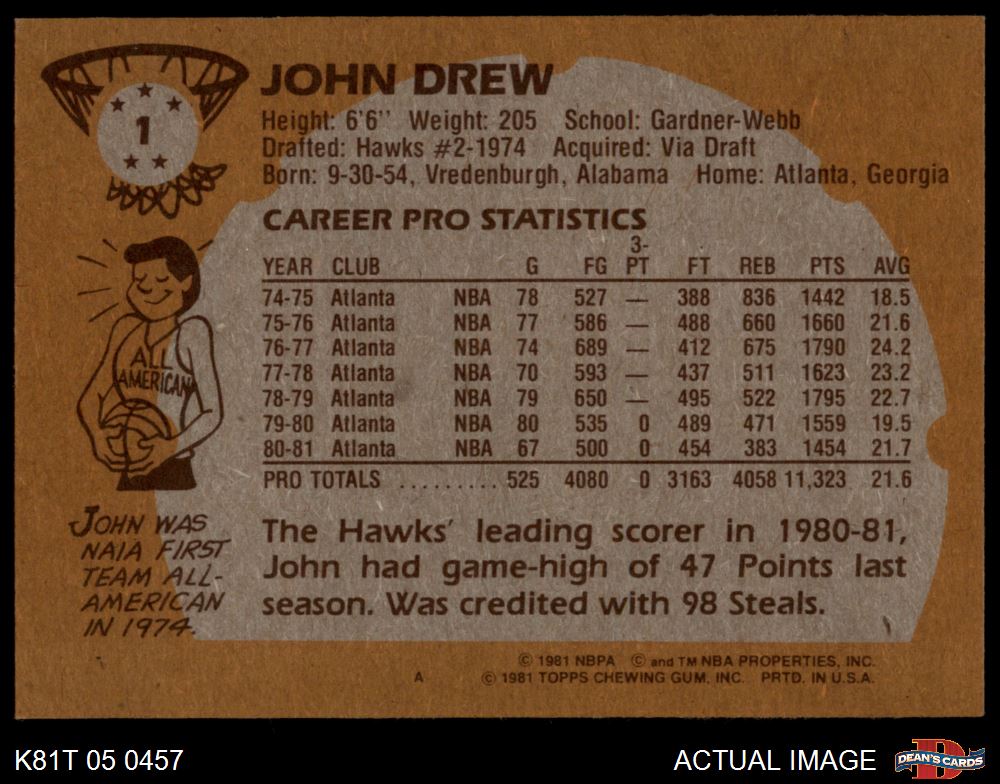 1
JOHN DREW
Height: 6'6'' Weight: 205 School: Gardner-Webb
Drafted: Hawks #2-1974 Acquired: Via Draft
Born: 9-30-54, Vredenburgh, Alabama Home: Atlanta, Georgia
CAREER PRO STATISTICS
YEAR CLUB G FG 3-PT FT REB PTS AVG
74-75 Atlanta NBA 78 527 — 388 836 1442 18.5
75-76 Atlanta NBA 77 586 — 488 660 1660 21.6
76-77 Atlanta NBA 74 689 — 412 675 1790 24.2
77-78 Atlanta NBA 70 593 — 437 511 1623 23.2
78-79 Atlanta NBA 79 650 — 495 522 1795 22.7
79-80 Atlanta NBA 80 535 0 489 471 1559 19.5
80-81 Atlanta NBA 67 500 0 454 383 1454 21.7
PRO TOTALS ......... 525 4080 0 3163 4058 11,323 21.6
ALL
AMERICAN
JOHN WAS
NAIA FIRST
TEAM ALL-
AMERICAN
IN 1974.
The Hawks' leading scorer in 1980-81,
John had game-high of 47 Points last
season. Was credited with 98 Steals.
© 1981 NBPA © and TM NBA PROPERTIES, INC.
A © 1981 TOPPS CHEWING GUM, INC. PRTD. IN U.S.A.
K81T 05 0457 ACTUAL IMAGE
D
DEAN'S CARDS